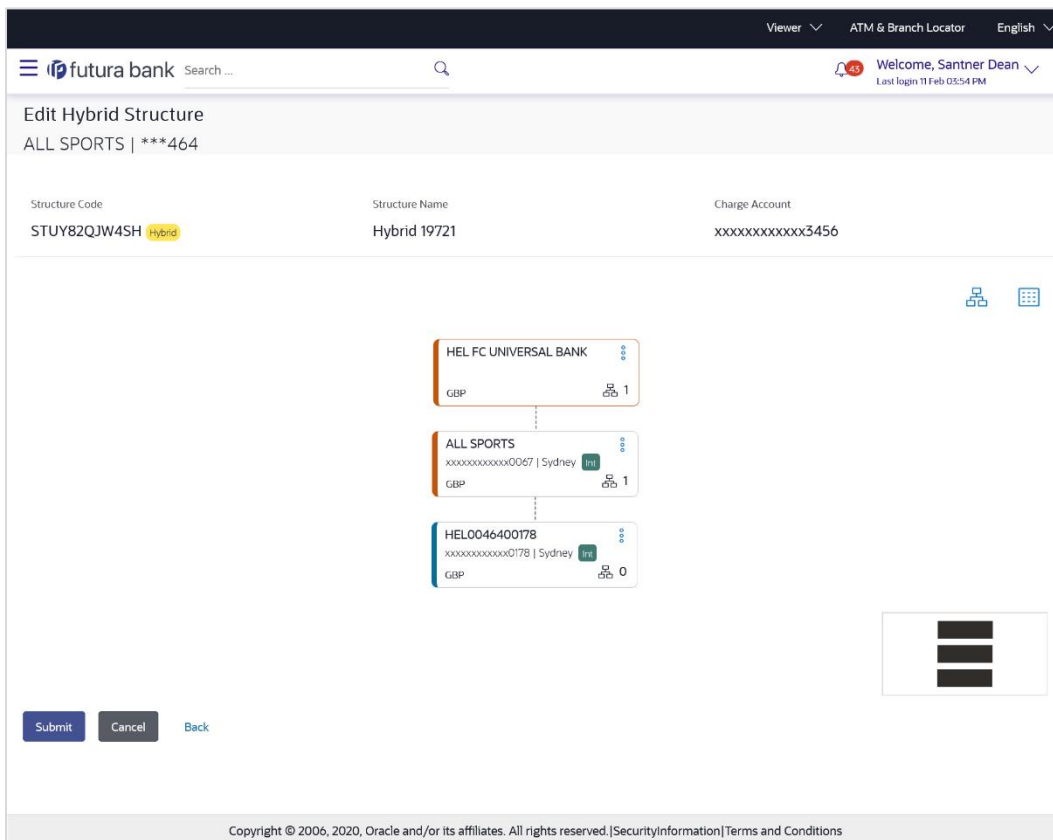 Viewer ATM & Branch Locator English
futura bank Search ... 43 Welcome, Santner Dean
Last login 11 Feb 03:54 PM
Edit Hybrid Structure
ALL SPORTS | ***464
Structure Code Structure Name Charge Account
STUY82QJW4SH Hybrid Hybrid 19721 xxxxxxxxxxxx3456
HEL FC UNIVERSAL BANK
GBP 1
ALL SPORTS
xxxxxxxxxxxx0067 | Sydney Int
GBP 1
HEL0046400178
xxxxxxxxxxxx0178 | Sydney Int
GBP 0
Submit Cancel Back
Copyright © 2006, 2020, Oracle and/or its affiliates. All rights reserved.|SecurityInformation|Terms and Conditions